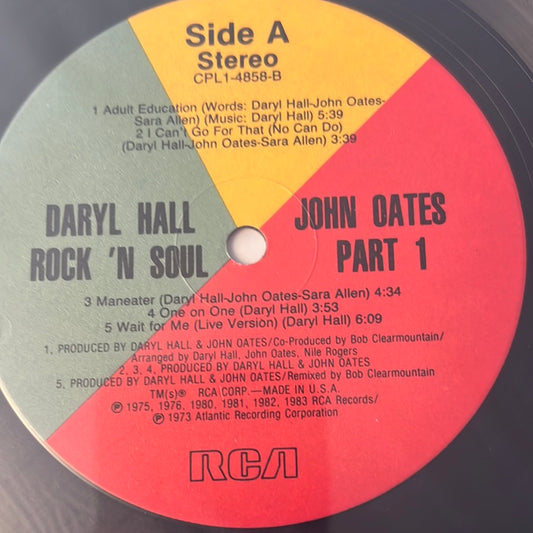 Side A
Stereo
CPL1-4858-B
1 Adult Education (Words: Daryl Hall-John Oates-
Sara Allen) (Music: Daryl Hall) 5:39
2 I Can't Go For That (No Can Do)
(Daryl Hall-John Oates-Sara Allen) 3:39
DARYL HALL JOHN OATES
ROCK 'N SOUL PART 1
3 Maneater (Daryl Hall-John Oates-Sara Allen) 4:34
4 One on One (Daryl Hall) 3:53
5 Wait for Me (Live Version) (Daryl Hall) 6:09
1. PRODUCED BY DARYL HALL & JOHN OATES/Co-Produced by Bob Clearmountain/
Arranged by Daryl Hall, John Oates, Nile Rogers
2, 3, 4. PRODUCED BY DARYL HALL & JOHN OATES
5. PRODUCED BY DARYL HALL & JOHN OATES/Remixed by Bob Clearmountain
TM(s)® RCA CORP.—MADE IN U.S.A.
℗ 1975, 1976, 1980, 1981, 1982, 1983 RCA Records/
℗ 1973 Atlantic Recording Corporation
RCA